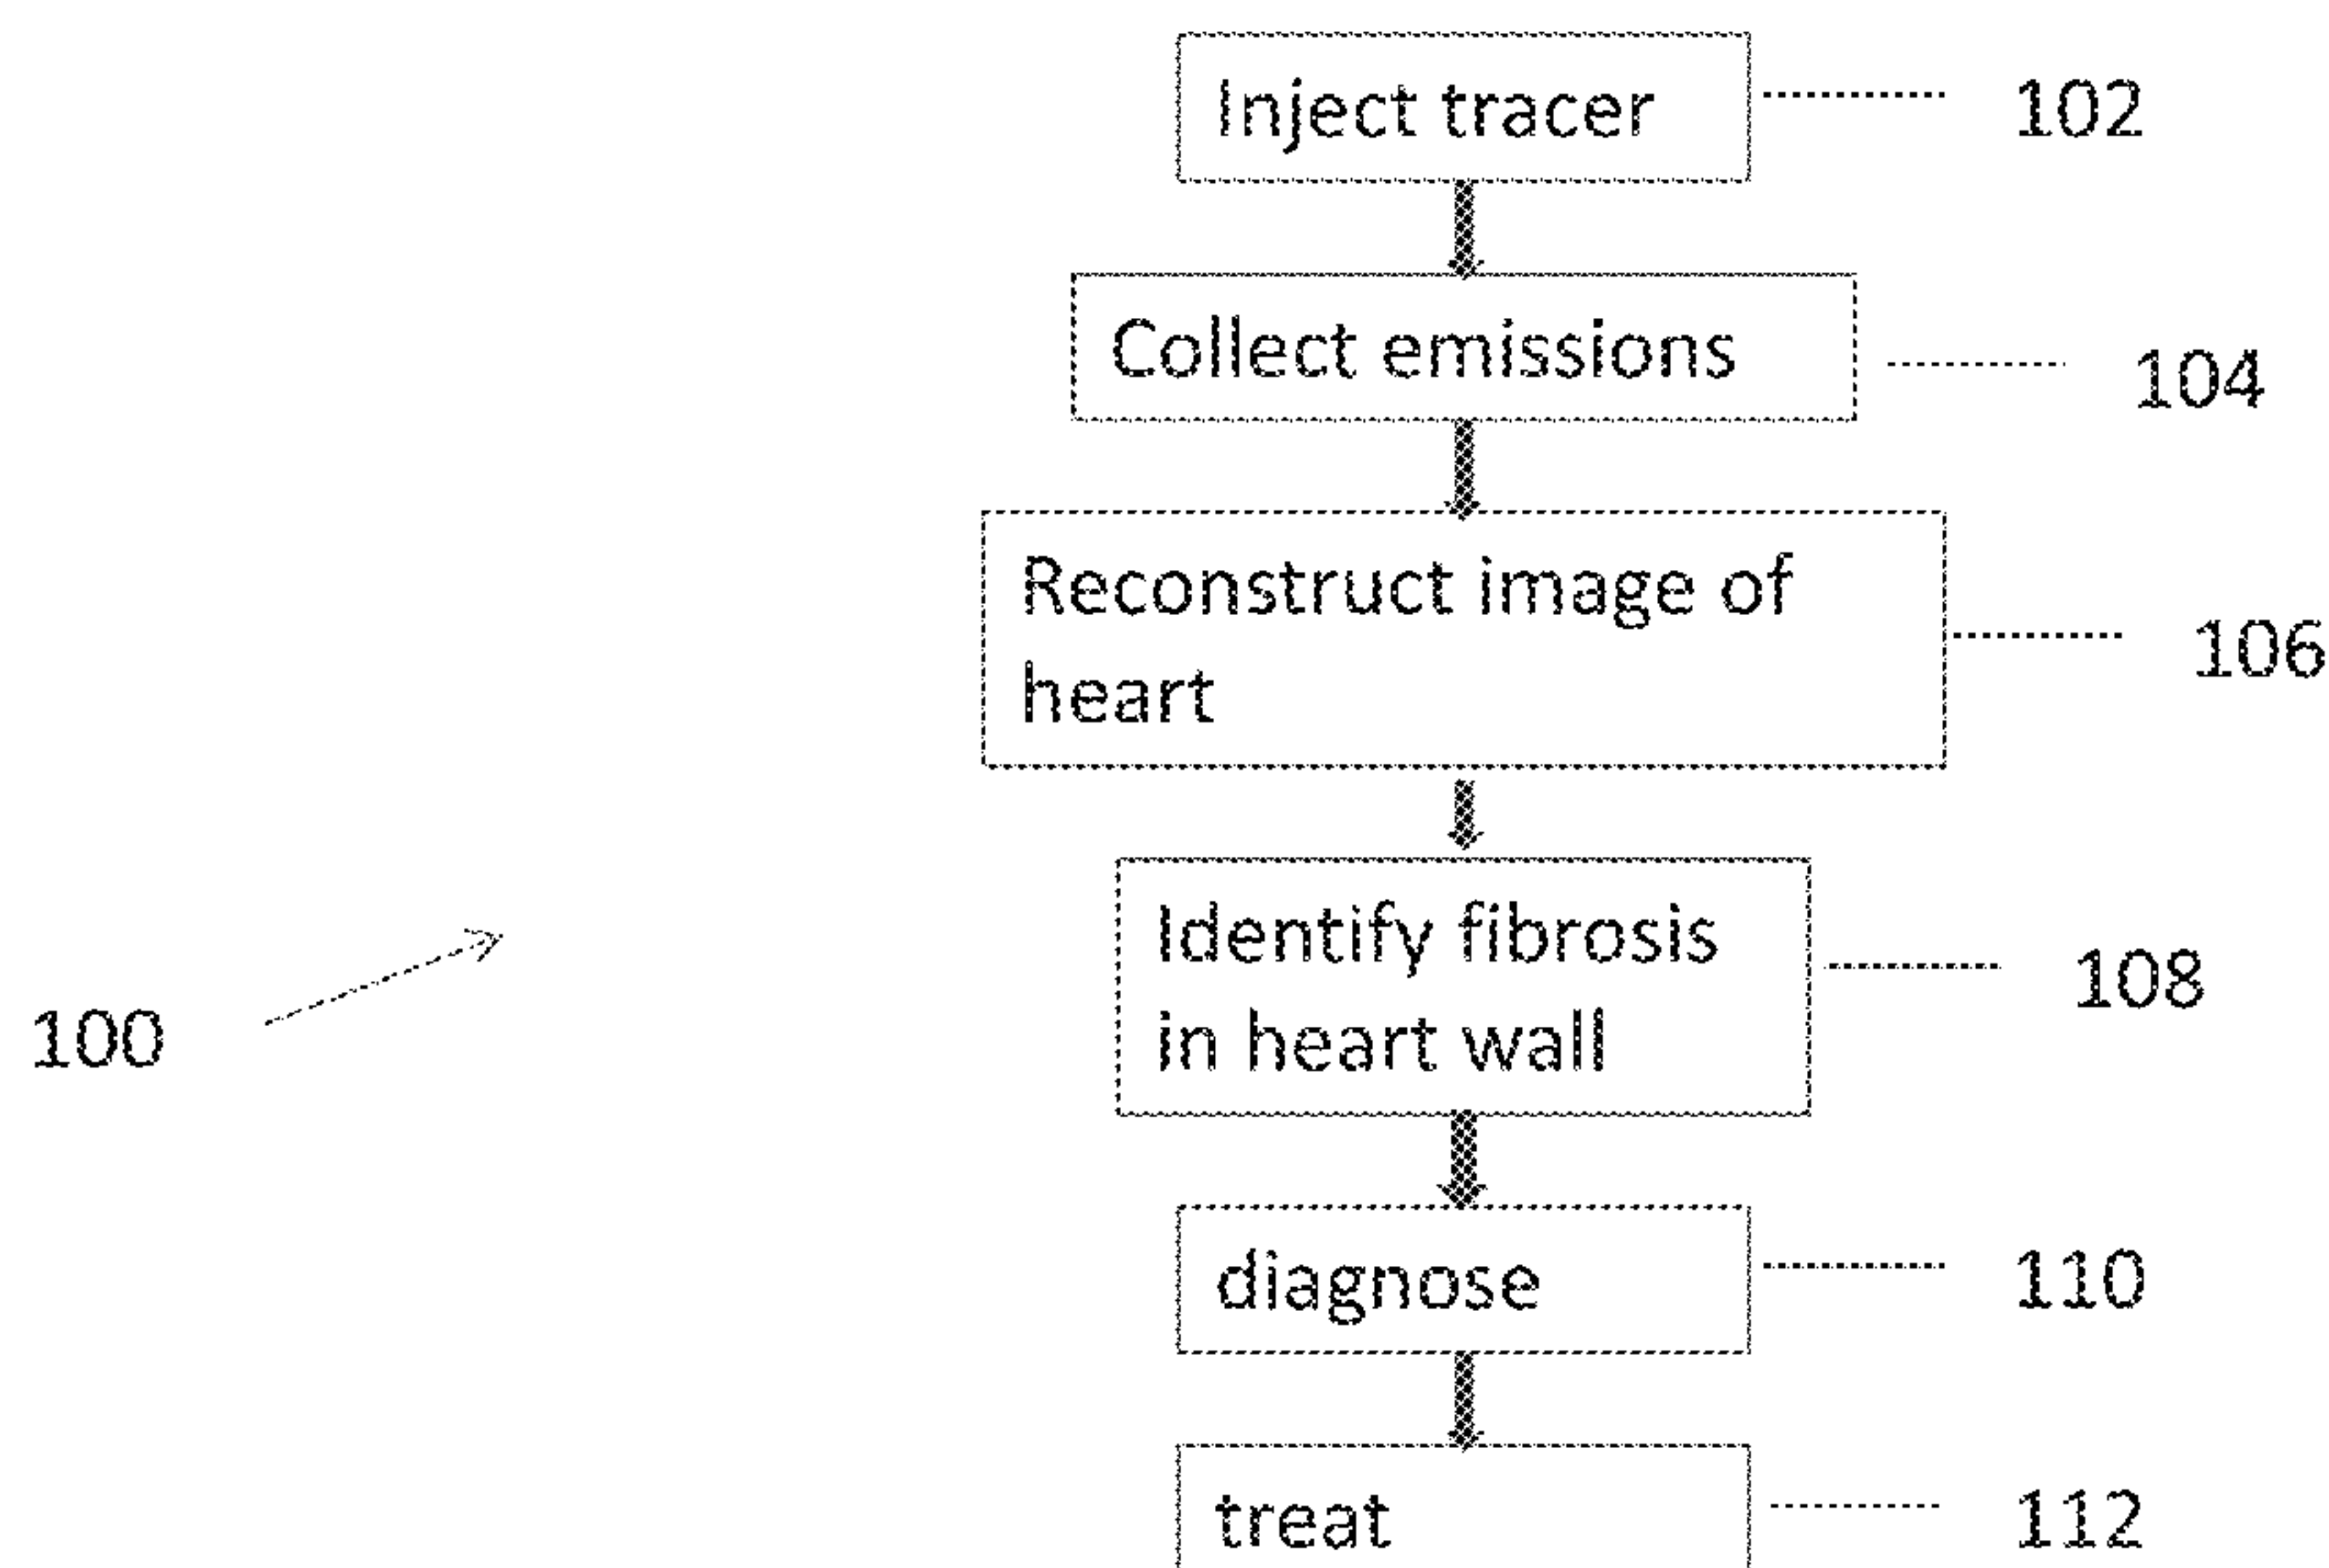 Inject tracer
102
Collect emissions
104
Reconstruct image of
heart
106
Identify fibrosis
in heart wall
108
100
diagnose
110
treat
112